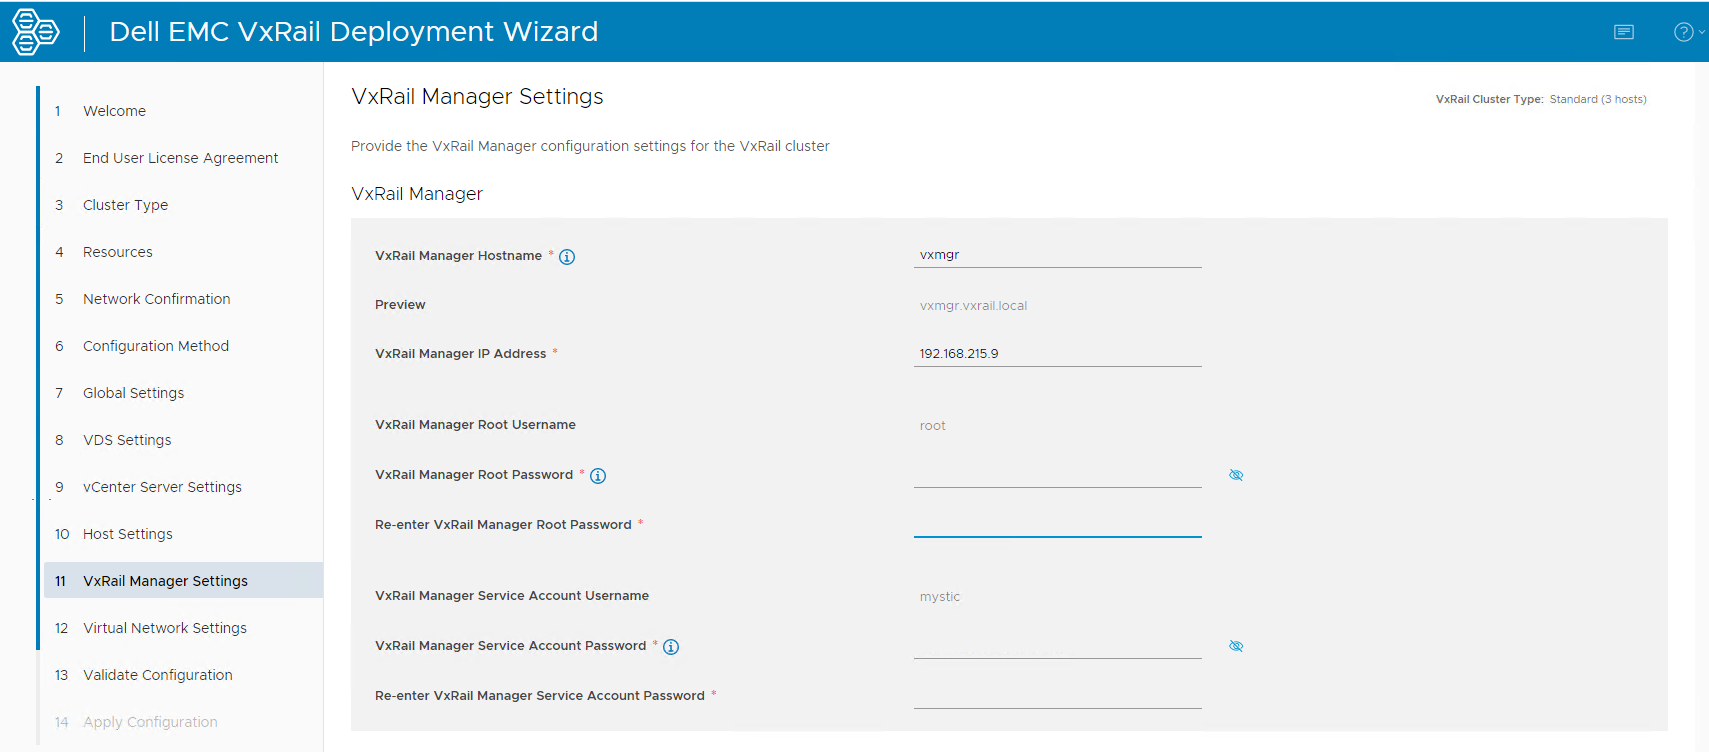 Dell EMC VxRail Deployment Wizard
1 Welcome
2 End User License Agreement
3 Cluster Type
4 Resources
5 Network Confirmation
6 Configuration Method
7 Global Settings
8 VDS Settings
9 vCenter Server Settings
10 Host Settings
11 VxRail Manager Settings
12 Virtual Network Settings
13 Validate Configuration
14 Apply Configuration
VxRail Manager Settings
VxRail Cluster Type: Standard (3 hosts)
Provide the VxRail Manager configuration settings for the VxRail cluster
VxRail Manager
VxRail Manager Hostname * vxmgr
Preview vxmgr.vxrail.local
VxRail Manager IP Address * 192.168.215.9
VxRail Manager Root Username root
VxRail Manager Root Password *
Re-enter VxRail Manager Root Password *
VxRail Manager Service Account Username mystic
VxRail Manager Service Account Password *
Re-enter VxRail Manager Service Account Password *